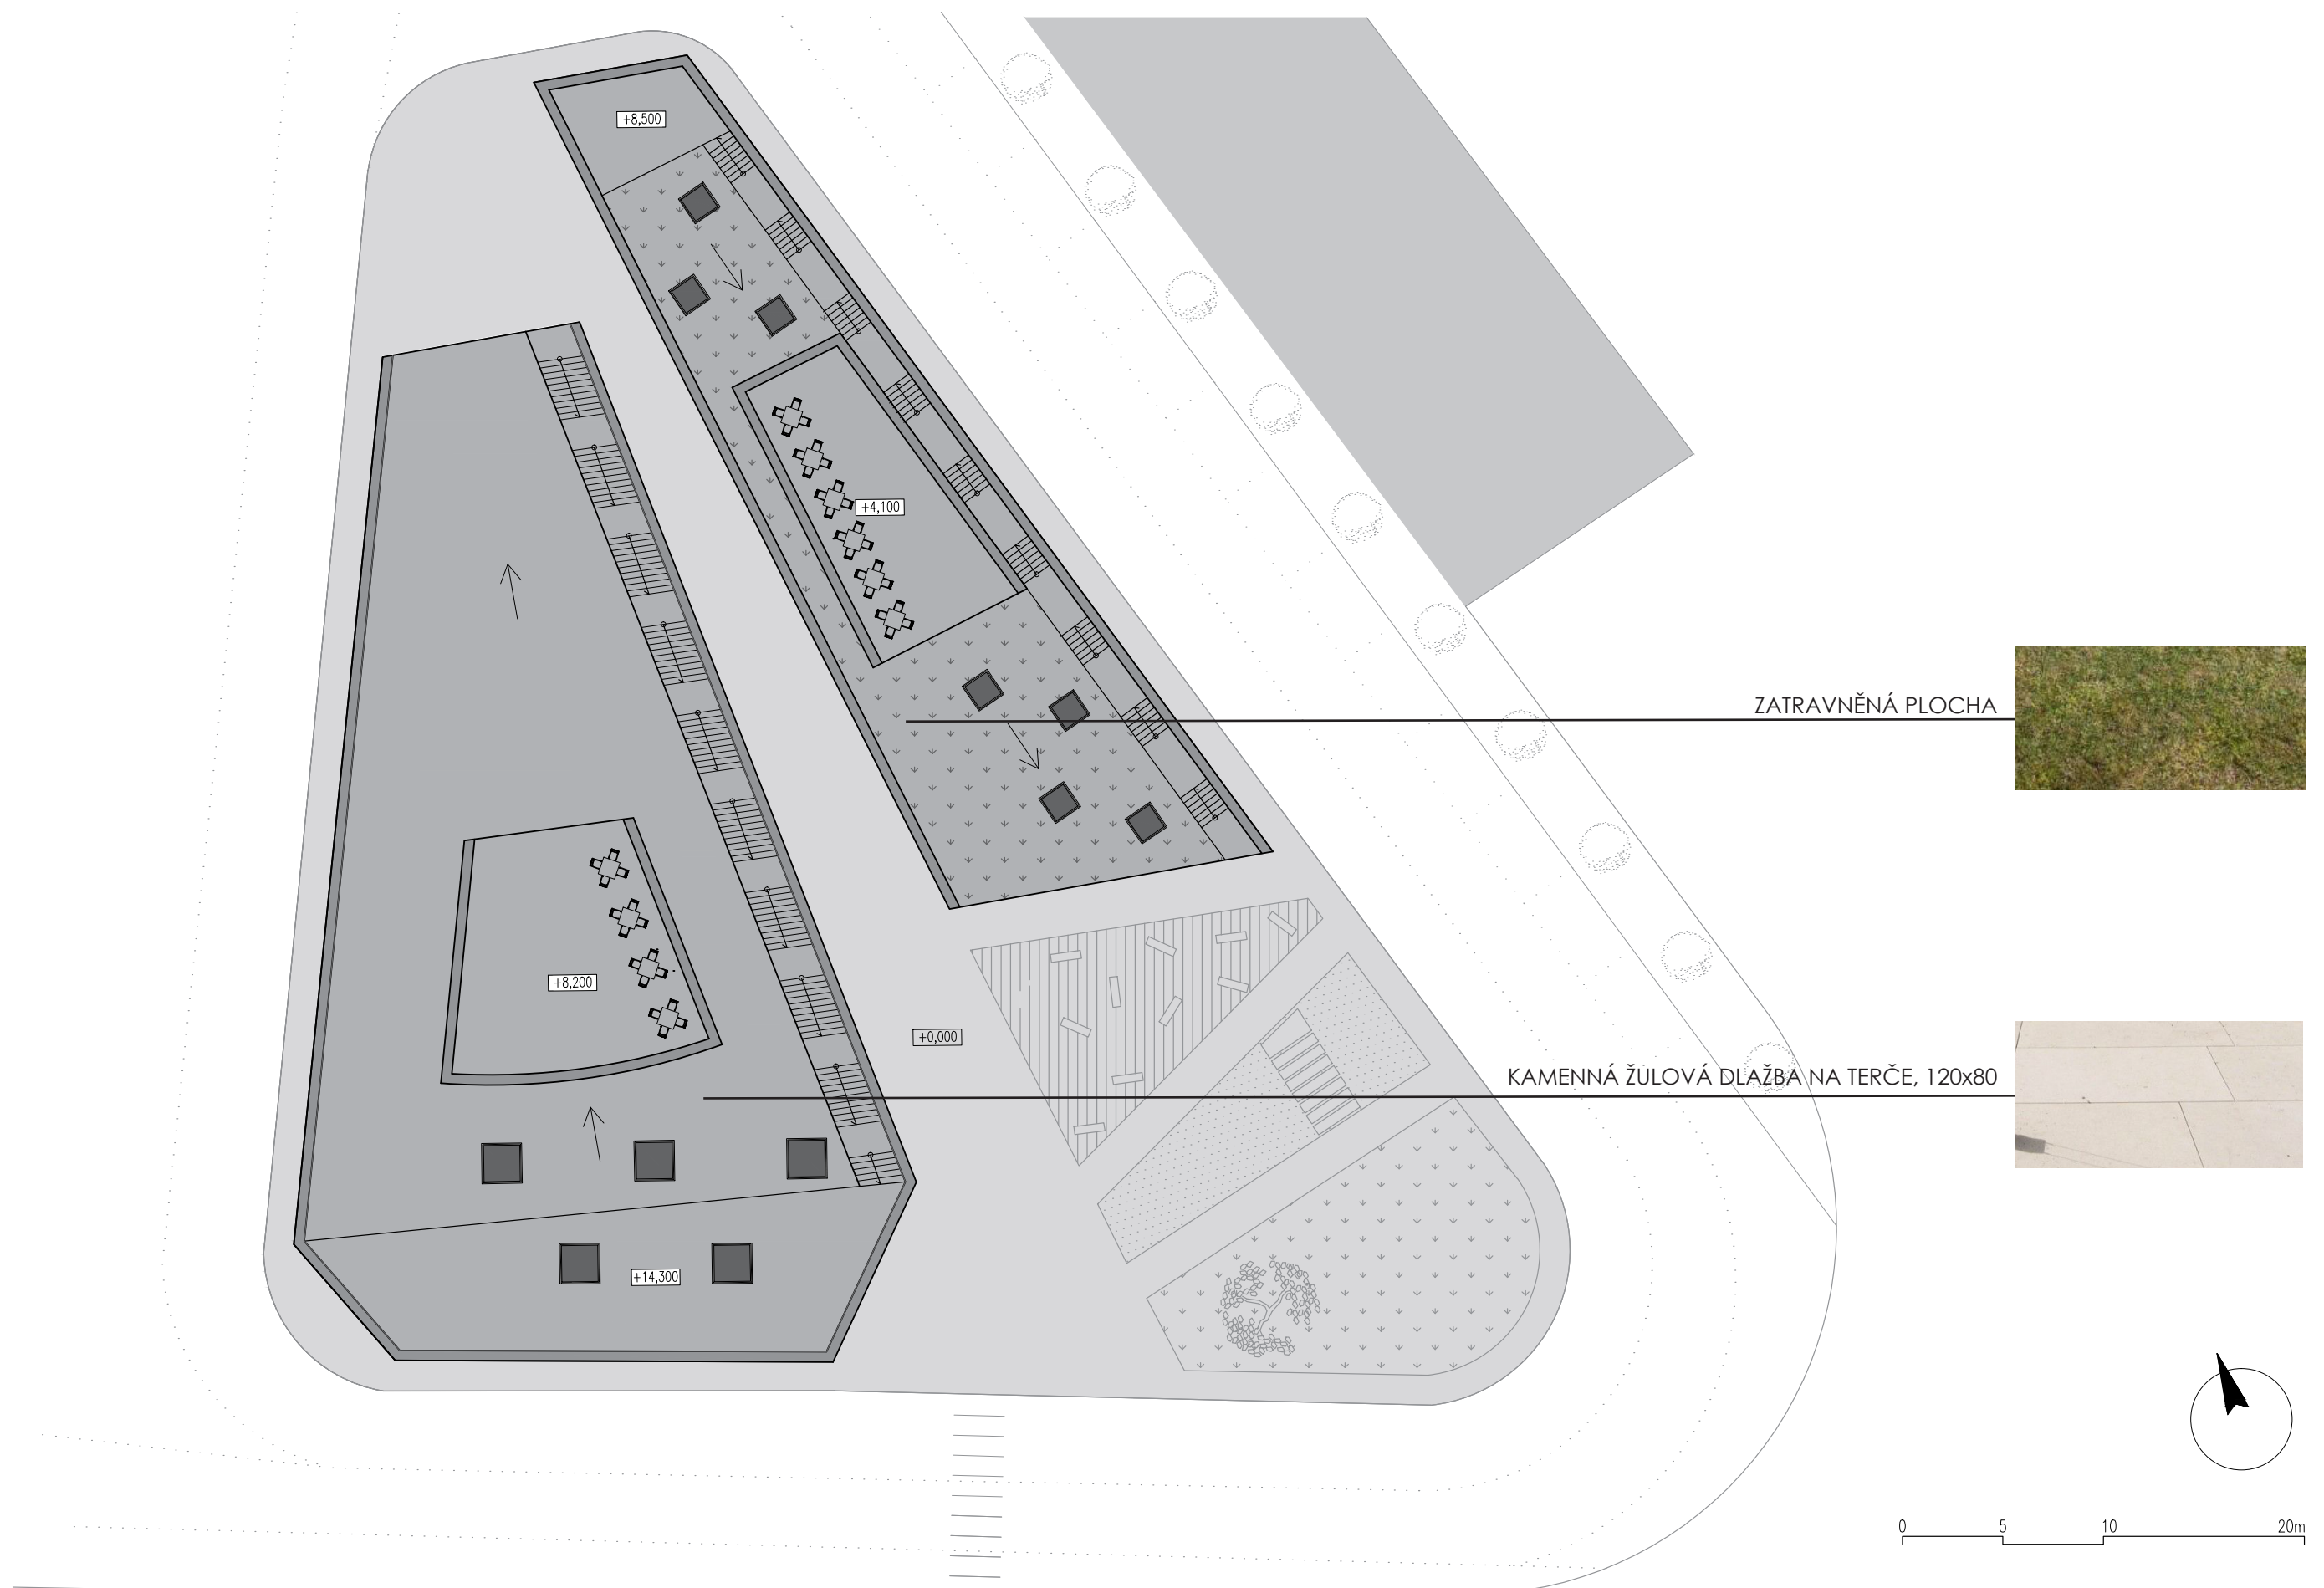 +8,500
+4,100
ZATRAVNĚNÁ PLOCHA
+8,200
+0,000
KAMENNÁ ŽULOVÁ DLAŽBA NA TERČE, 120x80
+14,300
0 5 10 20m